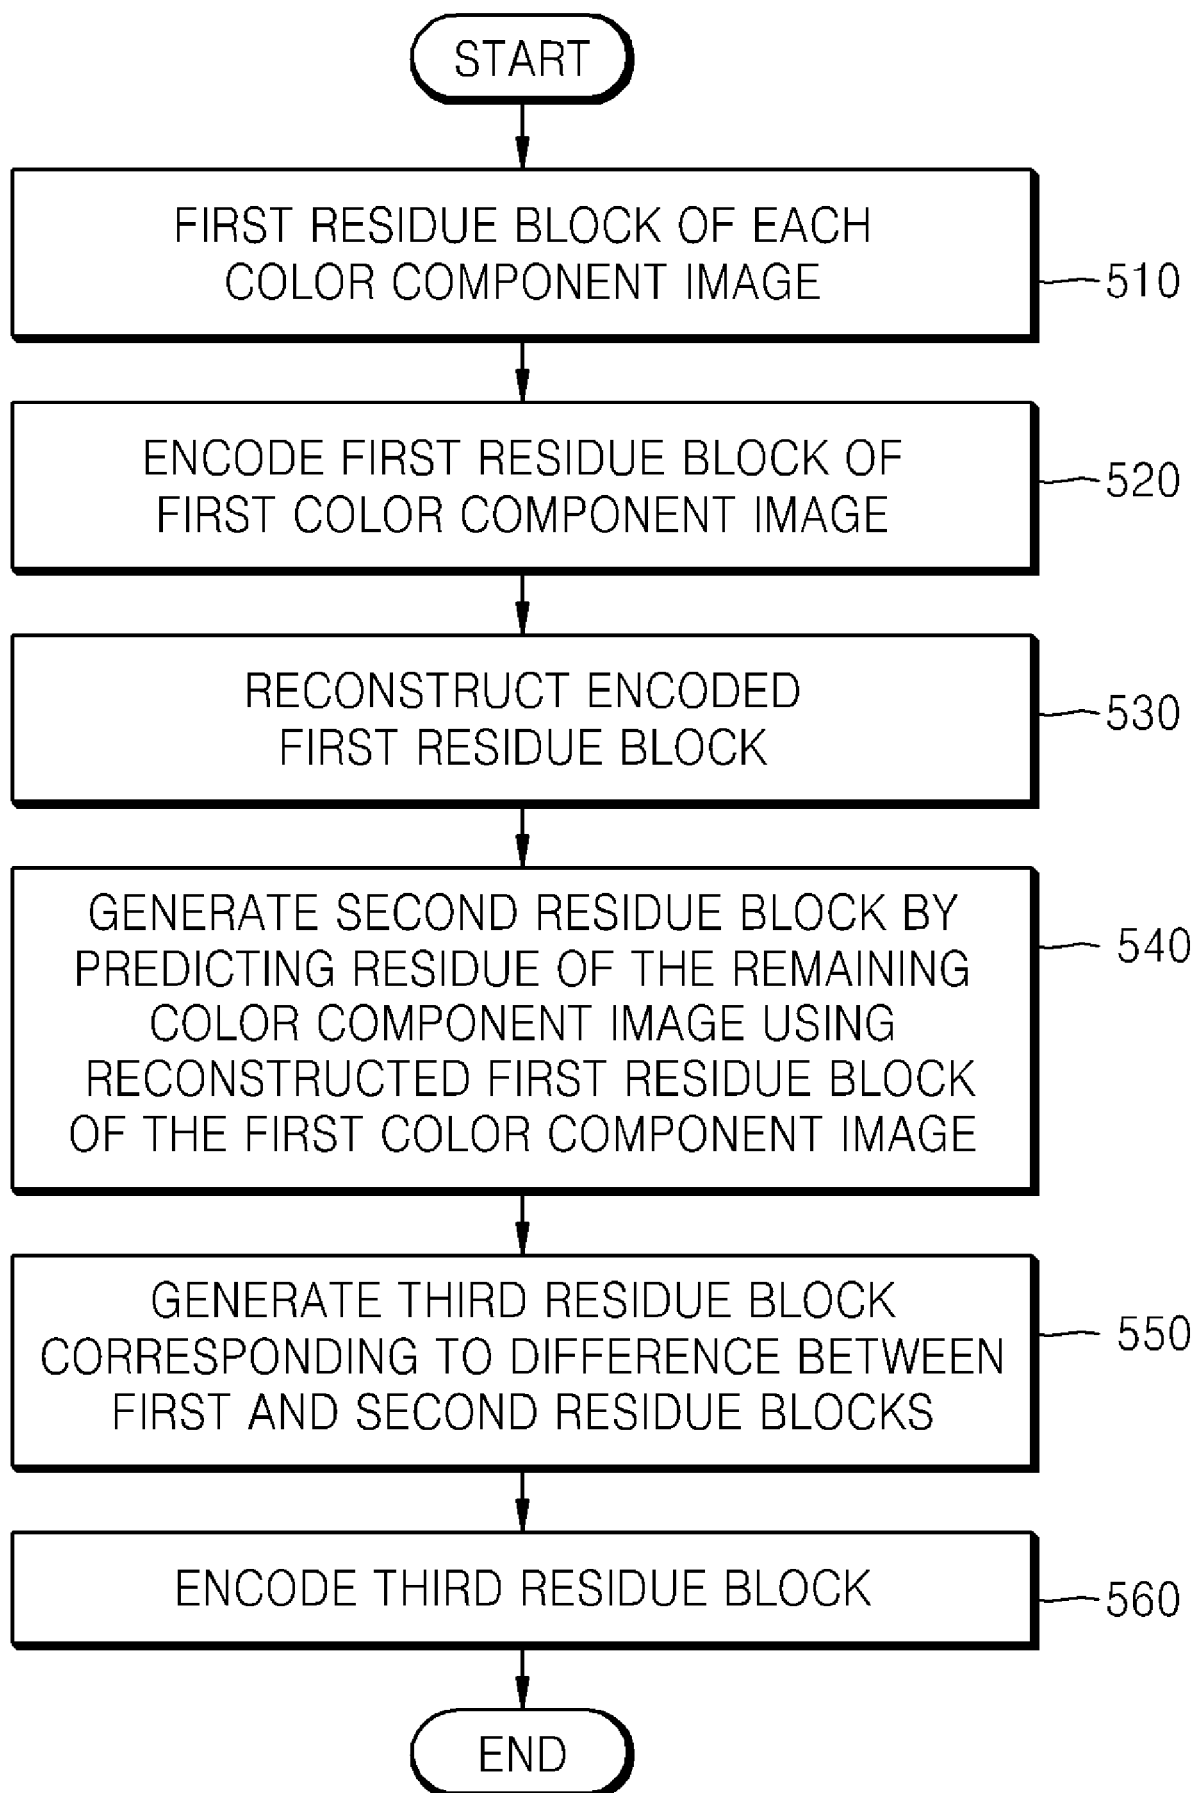 START
FIRST RESIDUE BLOCK OF EACH
COLOR COMPONENT IMAGE
510
ENCODE FIRST RESIDUE BLOCK OF
FIRST COLOR COMPONENT IMAGE
520
RECONSTRUCT ENCODED
FIRST RESIDUE BLOCK
530
GENERATE SECOND RESIDUE BLOCK BY
PREDICTING RESIDUE OF THE REMAINING
COLOR COMPONENT IMAGE USING
RECONSTRUCTED FIRST RESIDUE BLOCK
OF THE FIRST COLOR COMPONENT IMAGE
540
GENERATE THIRD RESIDUE BLOCK
CORRESPONDING TO DIFFERENCE BETWEEN
FIRST AND SECOND RESIDUE BLOCKS
550
ENCODE THIRD RESIDUE BLOCK
560
END